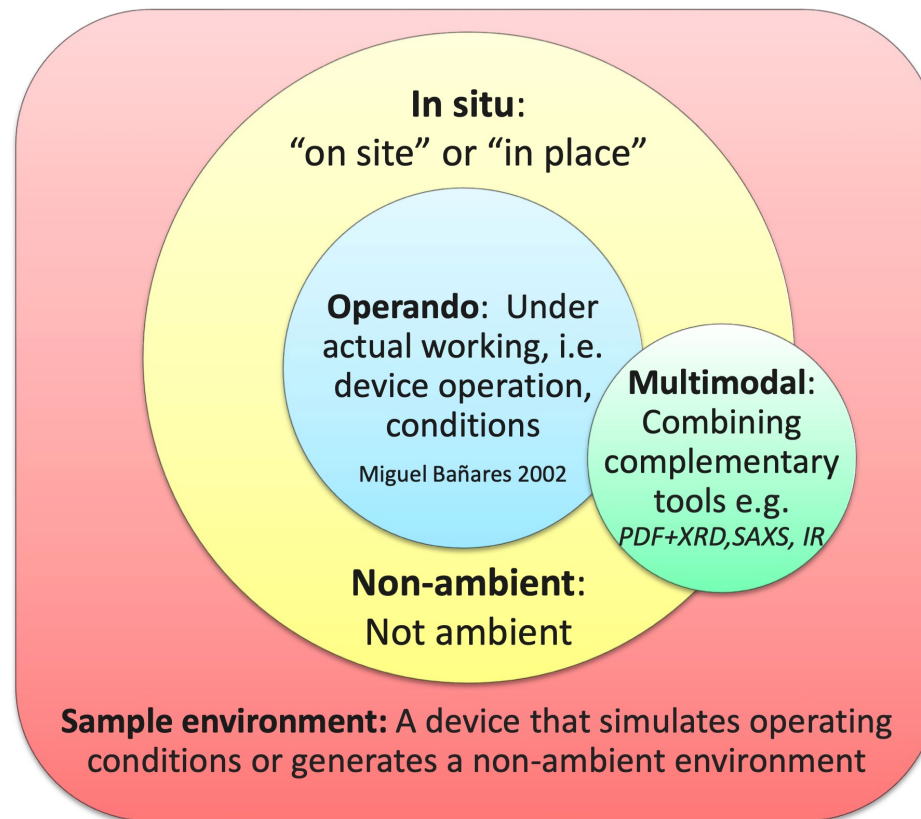 In situ:
“on site” or “in place”
Operando: Under
actual working, i.e.
device operation,
conditions
Miguel Bañares 2002
Multimodal:
Combining
complementary
tools e.g.
PDF+XRD,SAXS, IR
Non-ambient:
Not ambient
Sample environment: A device that simulates operating
conditions or generates a non-ambient environment